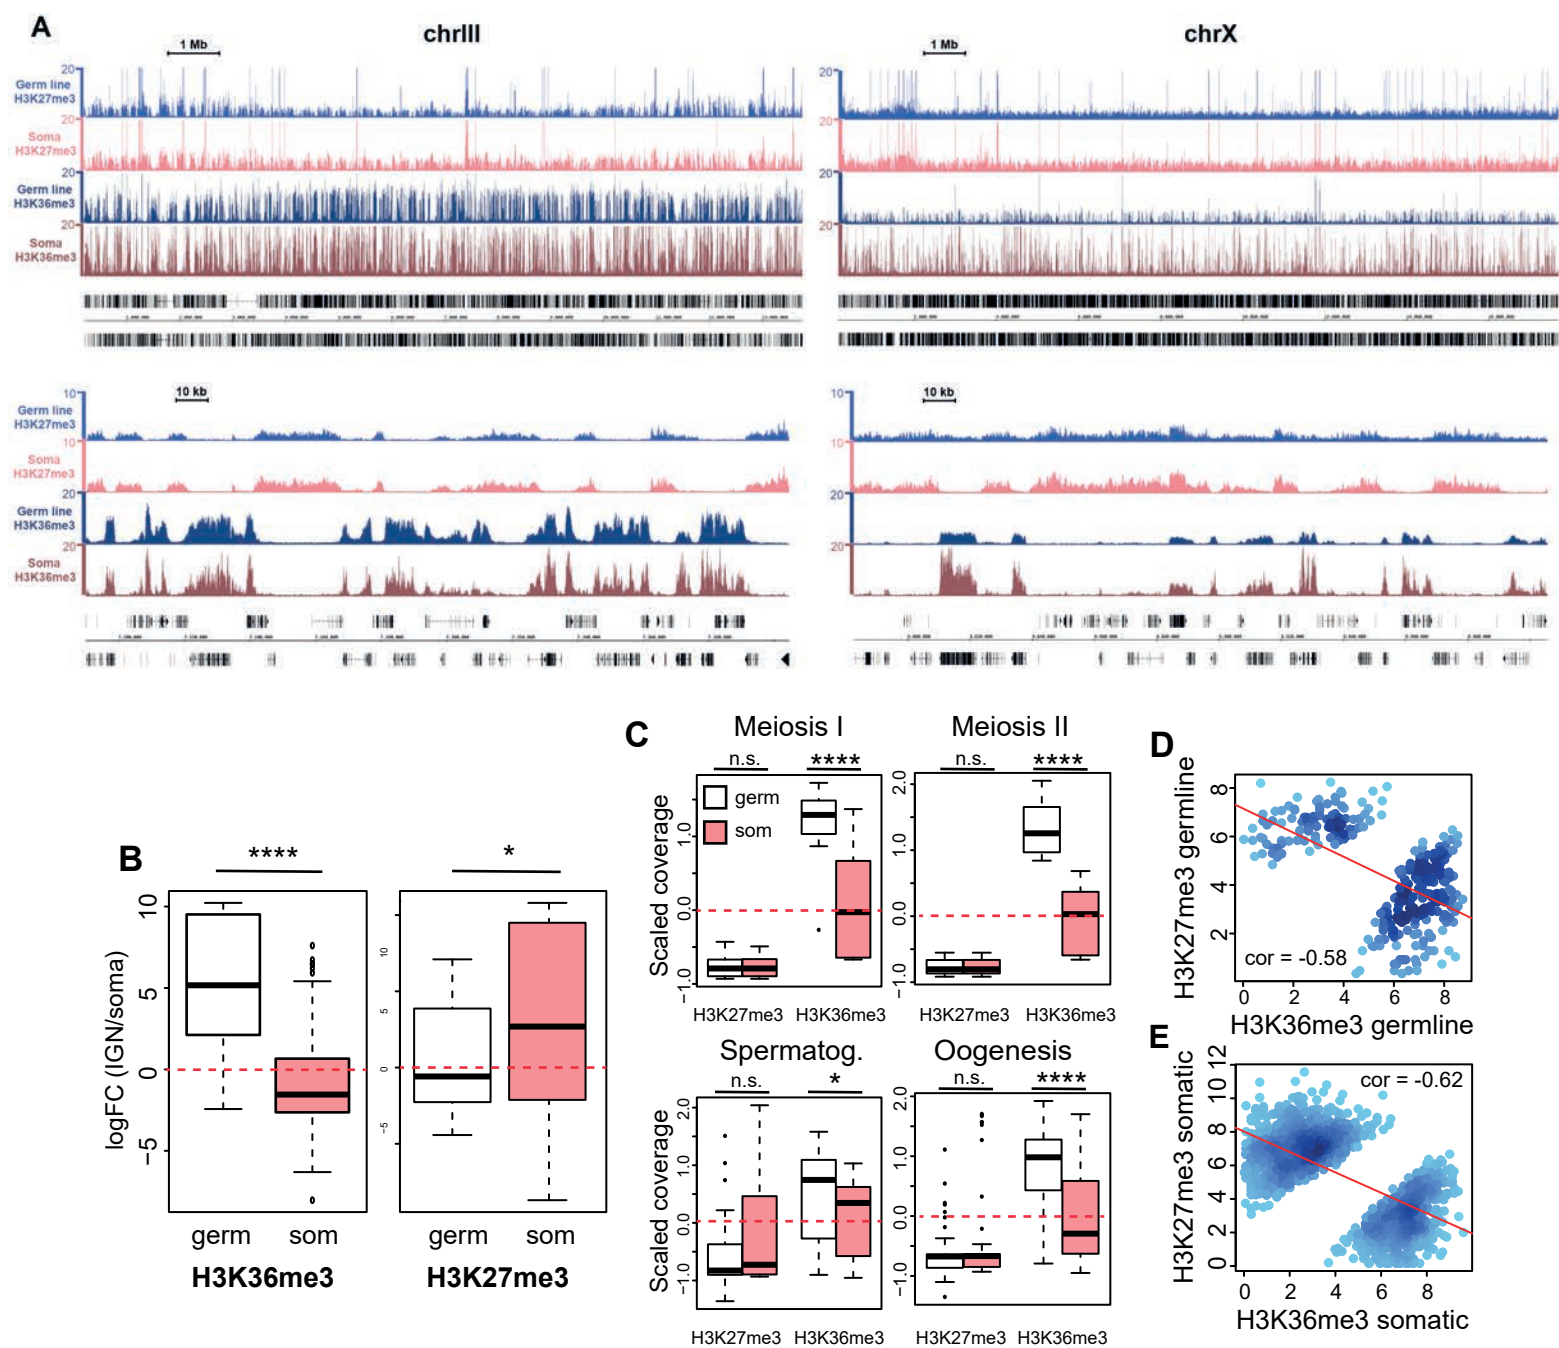 A
chrIII
chrX
1 Mb
1 Mb
20
Germ line
H3K27me3
20
Soma
H3K27me3
20
Germ line
H3K36me3
20
Soma
H3K36me3
20
20
20
20
10 kb
10 kb
10
Germ line
H3K27me3
10
Soma
H3K27me3
20
Germ line
H3K36me3
20
Soma
H3K36me3
10
10
20
20
B
****
*
logFC (IGN/soma)
10
5
0
−5
10
5
0
−5
germ
som
germ
som
H3K36me3
H3K27me3
C
Meiosis I
Meiosis II
n.s.
****
n.s.
****
germ
som
Scaled coverage
1.0
0.0
−1.0
2.0
1.0
0.0
−1.0
H3K27me3
H3K36me3
H3K27me3
H3K36me3
Spermatog.
Oogenesis
n.s.
*
n.s.
****
Scaled coverage
2.0
1.0
0.0
−1.0
2.0
1.0
0.0
−1.0
H3K27me3
H3K36me3
H3K27me3
H3K36me3
D
H3K27me3 germline
8
6
4
2
cor = -0.58
0 2 4 6 8
H3K36me3 germline
E
H3K27me3 somatic
12
10
8
6
4
2
0
cor = -0.62
0 2 4 6 8
H3K36me3 somatic